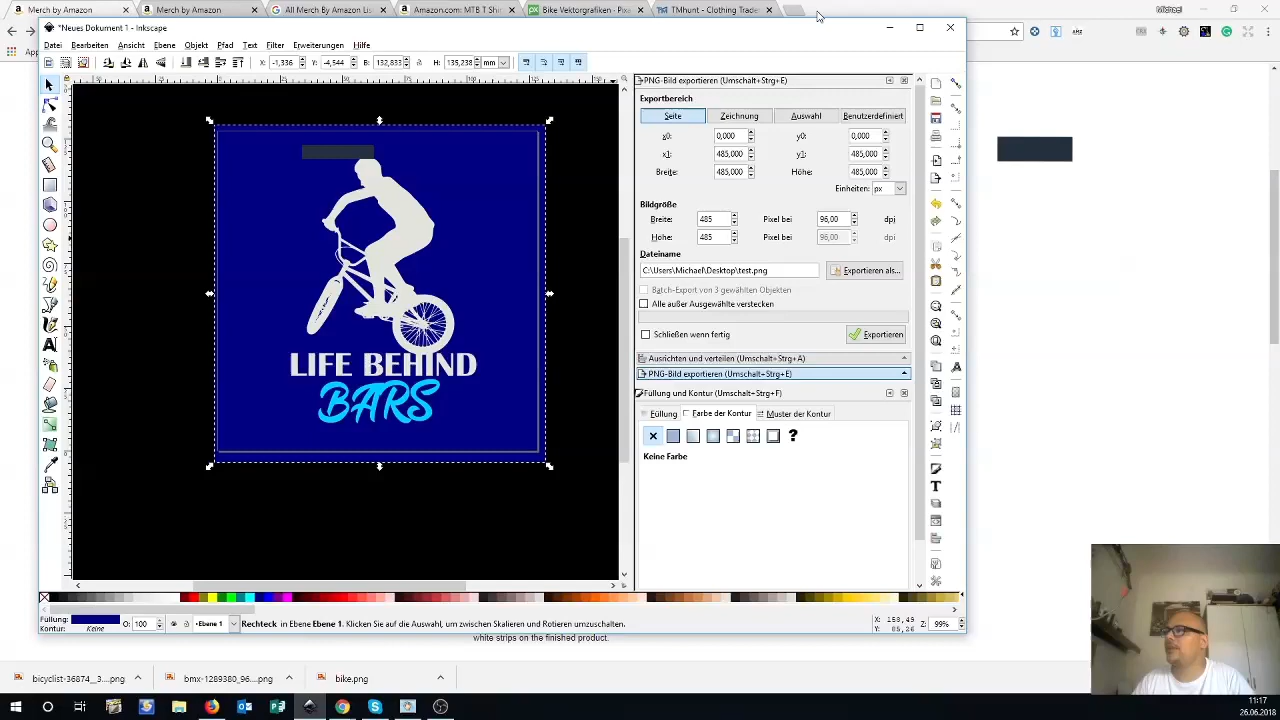 Merch by Amazon
Merch by Amazon
All Merch By Amazon Lis
Amazon.com: MTB T Shir
Bike Vektorgrafiken - Pixa
TMhunt - Clothing Trade
Michael
*Neues Dokument 1 - Inkscape
Datei Bearbeiten Ansicht Ebene Objekt Pfad Text Filter Erweiterungen Hilfe
X: -1,336 Y: -4,544 B: 132,833 H: 135,238 mm
PNG-Bild exportieren (Umschalt+Strg+E)
Exportbereich
Seite Zeichnung Auswahl Benutzerdefiniert
x0: 0,000 y0: 0,000
x1: 485,000 y1: 485,000
Breite: 485,000 Höhe: 485,000
Einheiten: px
Bildgröße
Breite: 485 Pixel bei 96,00 dpi
Höhe: 485 Pixel bei 96,00 dpi
Dateiname
C:\Users\Michael\Desktop\test.png Exportieren als...
Batch-Export von 3 gewählten Objekten
Alle außer Ausgewählte verstecken
Schließen wenn fertig Exportieren
Ausrichten und verteilen (Umschalt+Strg+A)
PNG-Bild exportieren (Umschalt+Strg+E)
Füllung und Kontur (Umschalt+Strg+F)
Füllung Farbe der Kontur Muster der Kontur
?
Keine Farbe
LIFE BEHIND
BARS
Füllung: O: 100 Ebene 1 Rechteck in Ebene Ebene 1. Klicken Sie auf die Auswahl, um zwischen Skalieren und Rotieren umzuschalten. X: 158,49 Z: 99%
Kontur: Keine Y: 85,26
white strips on the finished product.
bicyclist-36874__3....png
bmx-1289380_96....png
bike.png
11:17
26.06.2018